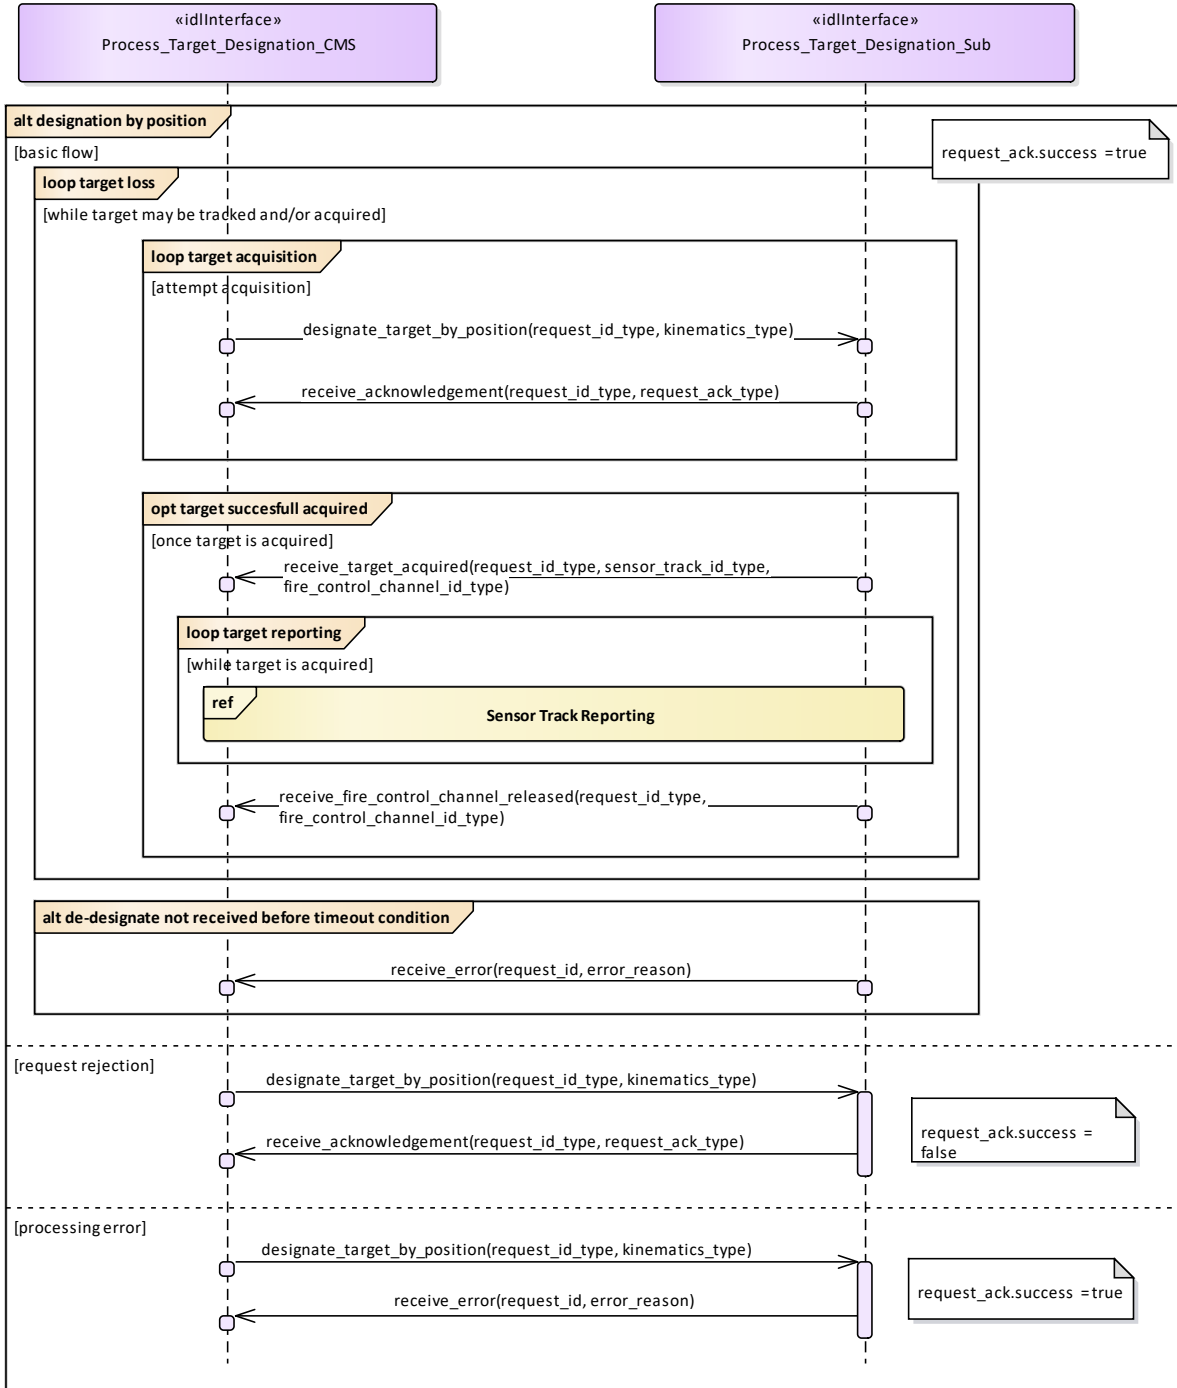 «idlInterface»
Process_Target_Designation_CMS
«idlInterface»
Process_Target_Designation_Sub
alt designation by position
[basic flow]
request_ack.success =true
loop target loss
[while target may be tracked and/or acquired]
loop target acquisition
[attempt acquisition]
designate_target_by_position(request_id_type, kinematics_type)
receive_acknowledgement(request_id_type, request_ack_type)
opt target succesfull acquired
[once target is acquired]
receive_target_acquired(request_id_type, sensor_track_id_type,
fire_control_channel_id_type)
loop target reporting
[while target is acquired]
ref
Sensor Track Reporting
receive_fire_control_channel_released(request_id_type,
fire_control_channel_id_type)
alt de-designate not received before timeout condition
receive_error(request_id, error_reason)
[request rejection]
designate_target_by_position(request_id_type, kinematics_type)
receive_acknowledgement(request_id_type, request_ack_type)
request_ack.success =
false
[processing error]
designate_target_by_position(request_id_type, kinematics_type)
receive_error(request_id, error_reason)
request_ack.success =true